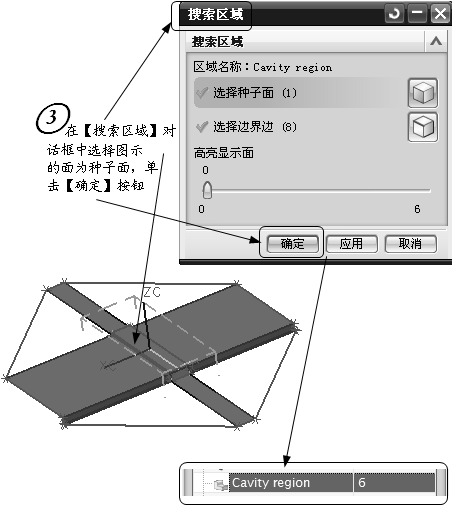 搜索区域
搜索区域
区域名称：Cavity region
选择种子面 (1)
选择边界边 (8)
高亮显示面
0
0 6
确定 应用 取消
③
在【搜索区域】对
话框中选择图示
的面为种子面，单
击【确定】按钮
ZC
Cavity region 6